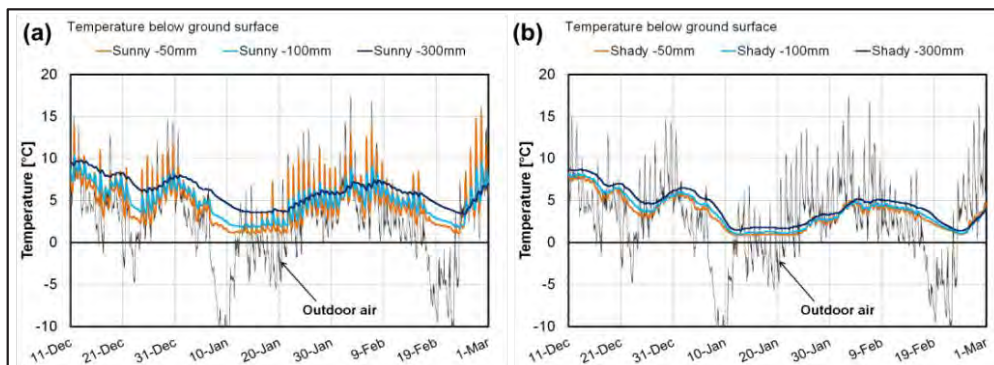 (a) Temperature below ground surface
Sunny -50mm Sunny -100mm Sunny -300mm
Temperature [°C]
20
15
10
5
0
-5
-10
Outdoor air
11-Dec 21-Dec 31-Dec 10-Jan 20-Jan 30-Jan 9-Feb 19-Feb 1-Mar
(b) Temperature below ground surface
Shady -50mm Shady -100mm Shady -300mm
Temperature [°C]
20
15
10
5
0
-5
-10
Outdoor air
11-Dec 21-Dec 31-Dec 10-Jan 20-Jan 30-Jan 9-Feb 19-Feb 1-Mar